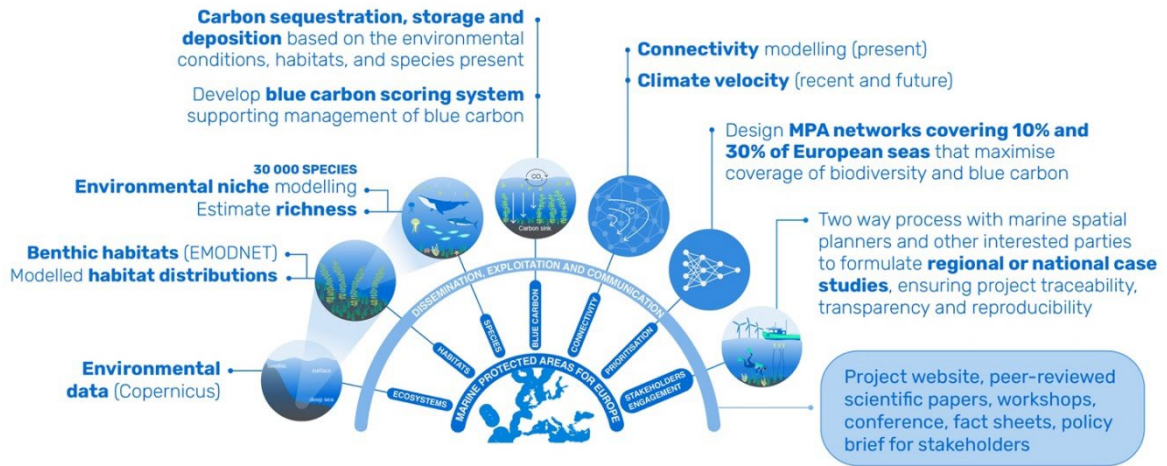 Carbon sequestration, storage and
deposition based on the environmental
conditions, habitats, and species present
Develop blue carbon scoring system
supporting management of blue carbon
30 000 SPECIES
Environmental niche modelling
Estimate richness
Benthic habitats (EMODNET)
Modelled habitat distributions
Environmental
data (Copernicus)
Connectivity modelling (present)
Climate velocity (recent and future)
Design MPA networks covering 10% and
30% of European seas that maximise
coverage of biodiversity and blue carbon
Two way process with marine spatial
planners and other interested parties
to formulate regional or national case
studies, ensuring project traceability,
transparency and reproducibility
Project website, peer-reviewed
scientific papers, workshops,
conference, fact sheets, policy
brief for stakeholders
CO₂
Carbon sink
°C
surface
deep sea
DISSEMINATION, EXPLOITATION AND COMMUNICATION
ECOSYSTEMS
HABITATS
SPECIES
BLUE CARBON
CONNECTIVITY
PRIORITISATION
STAKEHOLDERS
ENGAGEMENT
MARINE PROTECTED AREAS FOR EUROPE